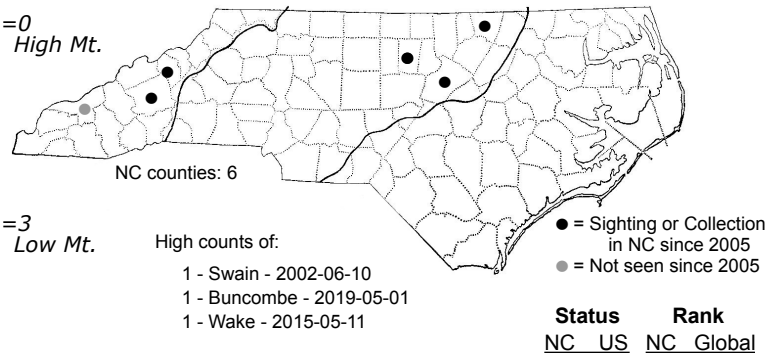 =0
High Mt.
NC counties: 6
=3
Low Mt.
High counts of:
1 - Swain - 2002-06-10
1 - Buncombe - 2019-05-01
1 - Wake - 2015-05-11
● = Sighting or Collection
in NC since 2005
● = Not seen since 2005
Status Rank
NC US NC Global